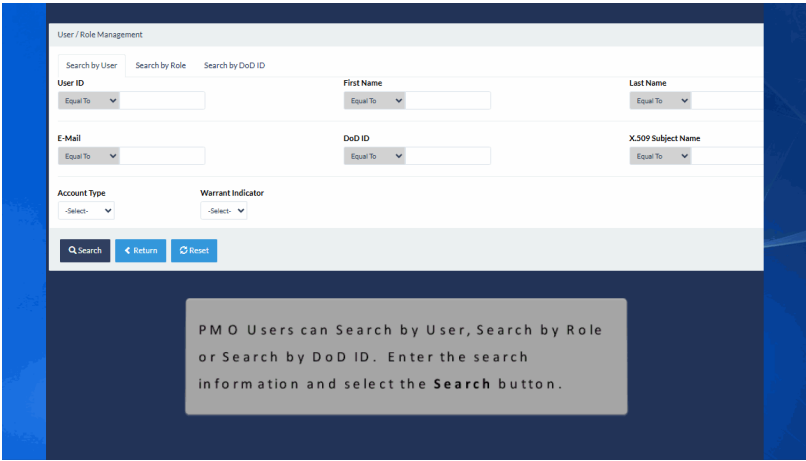 User / Role Management
Search by User Search by Role Search by DoD ID
User ID First Name Last Name
Equal To Equal To Equal To
E-Mail DoD ID X.509 Subject Name
Equal To Equal To Equal To
Account Type Warrant Indicator
-Select- -Select-
Search Return Reset
PMO Users can Search by User, Search by Role
or Search by DoD ID. Enter the search
information and select the Search button.